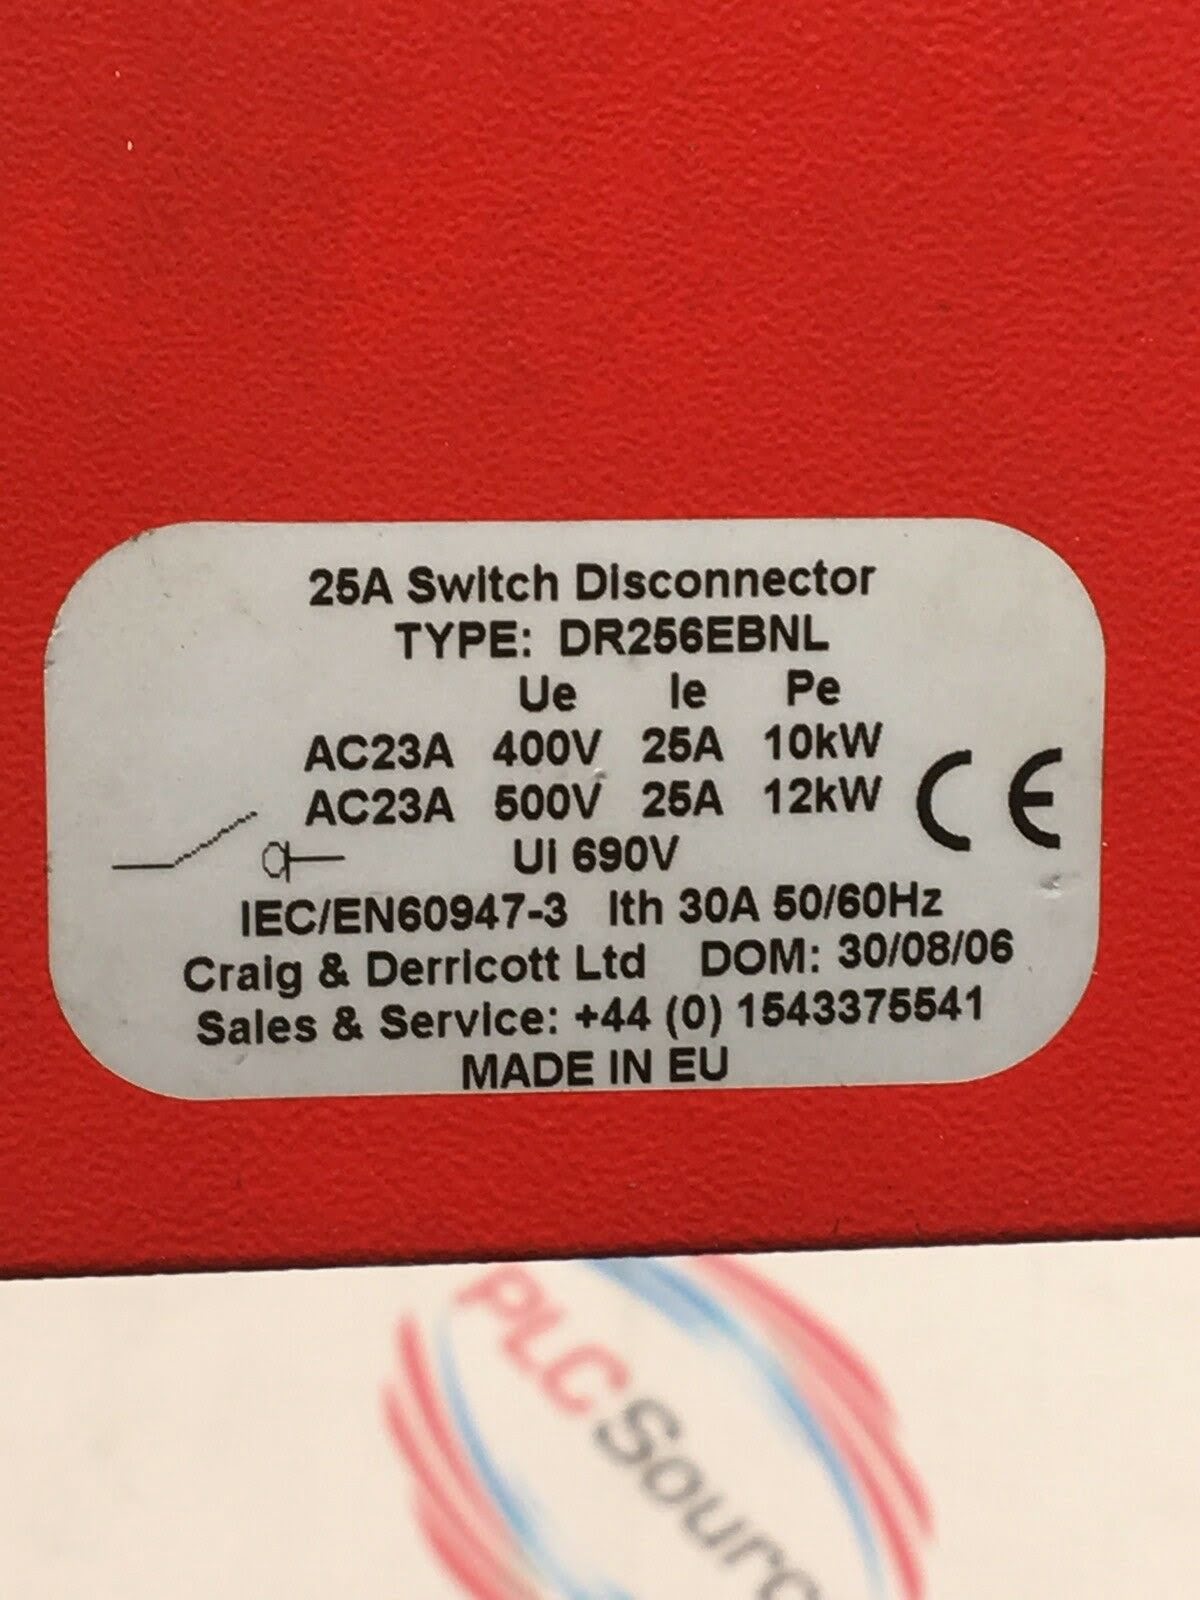 25A Switch Disconnector
TYPE: DR256EBNL
Ue Ie Pe
AC23A 400V 25A 10kW
AC23A 500V 25A 12kW
CE
Ui 690V
IEC/EN60947-3 Ith 30A 50/60Hz
Craig & Derricott Ltd DOM: 30/08/06
Sales & Service: +44 (0) 1543375541
MADE IN EU
PLC Sourc